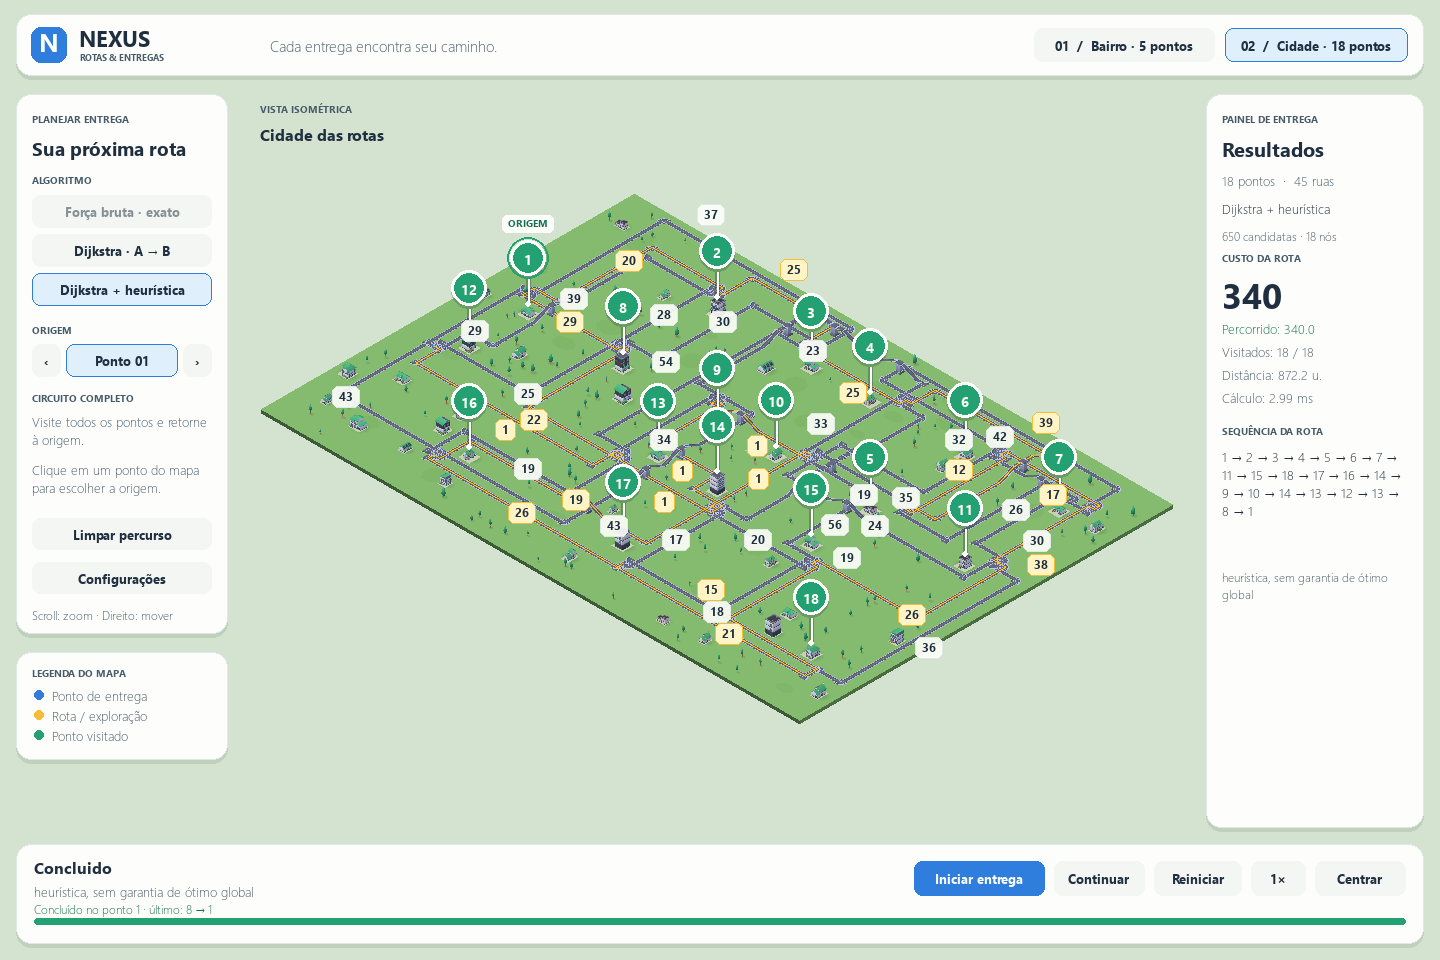 N NEXUS
ROTAS & ENTREGAS
Cada entrega encontra seu caminho.
01 / Bairro · 5 pontos
02 / Cidade · 18 pontos
PLANEJAR ENTREGA
Sua próxima rota
ALGORITMO
Força bruta · exato
Dijkstra · A → B
Dijkstra + heurística
ORIGEM
‹ Ponto 01 ›
CIRCUITO COMPLETO
Visite todos os pontos e retorne
à origem.
Clique em um ponto do mapa
para escolher a origem.
Limpar percurso
Configurações
Scroll: zoom · Direito: mover
LEGENDA DO MAPA
Ponto de entrega
Rota / exploração
Ponto visitado
VISTA ISOMÉTRICA
Cidade das rotas
37
ORIGEM
1
20
2
25
12
39
8
28
30
3
29
29
23
4
54
9
43
16
25
22
1
13
14
10
33
25
6
39
34
1
32
42
19
1
1
5
12
7
17
19
1
15
19
35
11
17
26
26
43
56
24
30
17
20
19
38
15
18
18
21
26
36
PAINEL DE ENTREGA
Resultados
18 pontos · 45 ruas
Dijkstra + heurística
650 candidatas · 18 nós
CUSTO DA ROTA
340
Percorrido: 340.0
Visitados: 18 / 18
Distância: 872.2 u.
Cálculo: 2.99 ms
SEQUÊNCIA DA ROTA
1 → 2 → 3 → 4 → 5 → 6 → 7 →
11 → 15 → 18 → 17 → 16 → 14 →
9 → 10 → 14 → 13 → 12 → 13 →
8 → 1
heurística, sem garantia de ótimo
global
Concluido
heurística, sem garantia de ótimo global
Concluído no ponto 1 · último: 8 → 1
Iniciar entrega
Continuar
Reiniciar
1×
Centrar